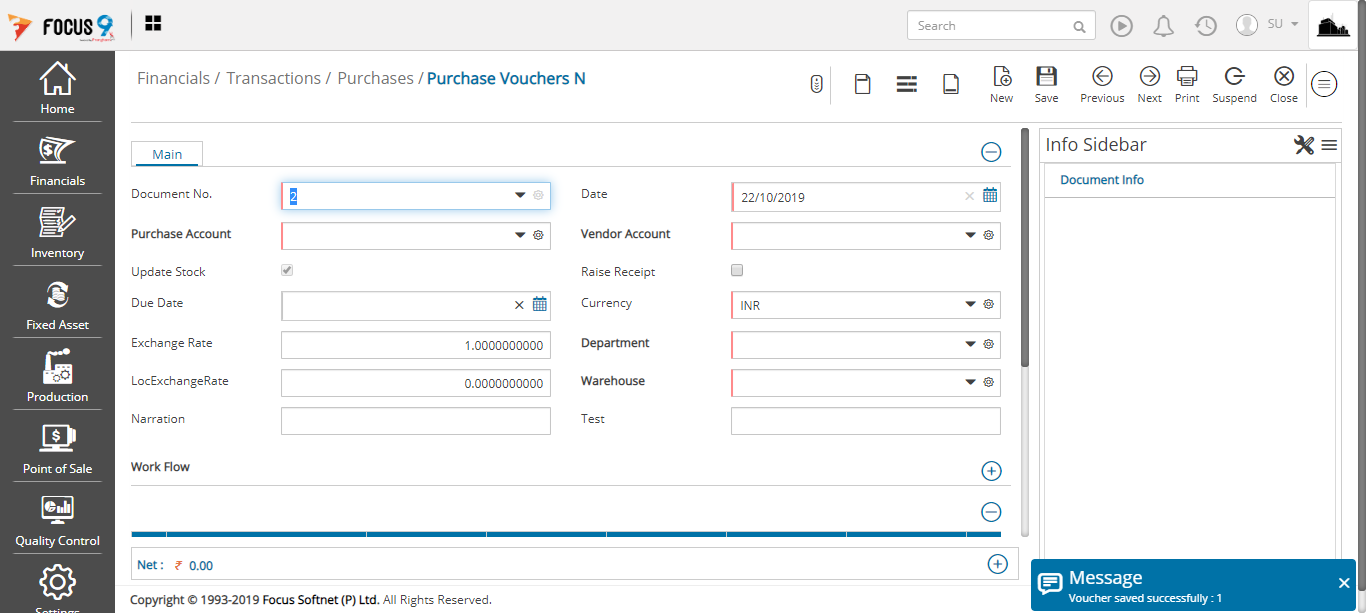 FOCUS 9
Search
SU
Home
Financials
Inventory
Fixed Asset
Production
Point of Sale
Quality Control
Settings
Financials / Transactions / Purchases / Purchase Vouchers N
New Save Previous Next Print Suspend Close
Main
Document No. 2 Date 22/10/2019
Purchase Account Vendor Account
Update Stock Raise Receipt
Due Date Currency INR
Exchange Rate 1.0000000000 Department
LocExchangeRate 0.0000000000 Warehouse
Narration Test
Work Flow
Net : ₹ 0.00
Copyright © 1993-2019 Focus Softnet (P) Ltd. All Rights Reserved.
Info Sidebar
Document Info
Message
Voucher saved successfully : 1